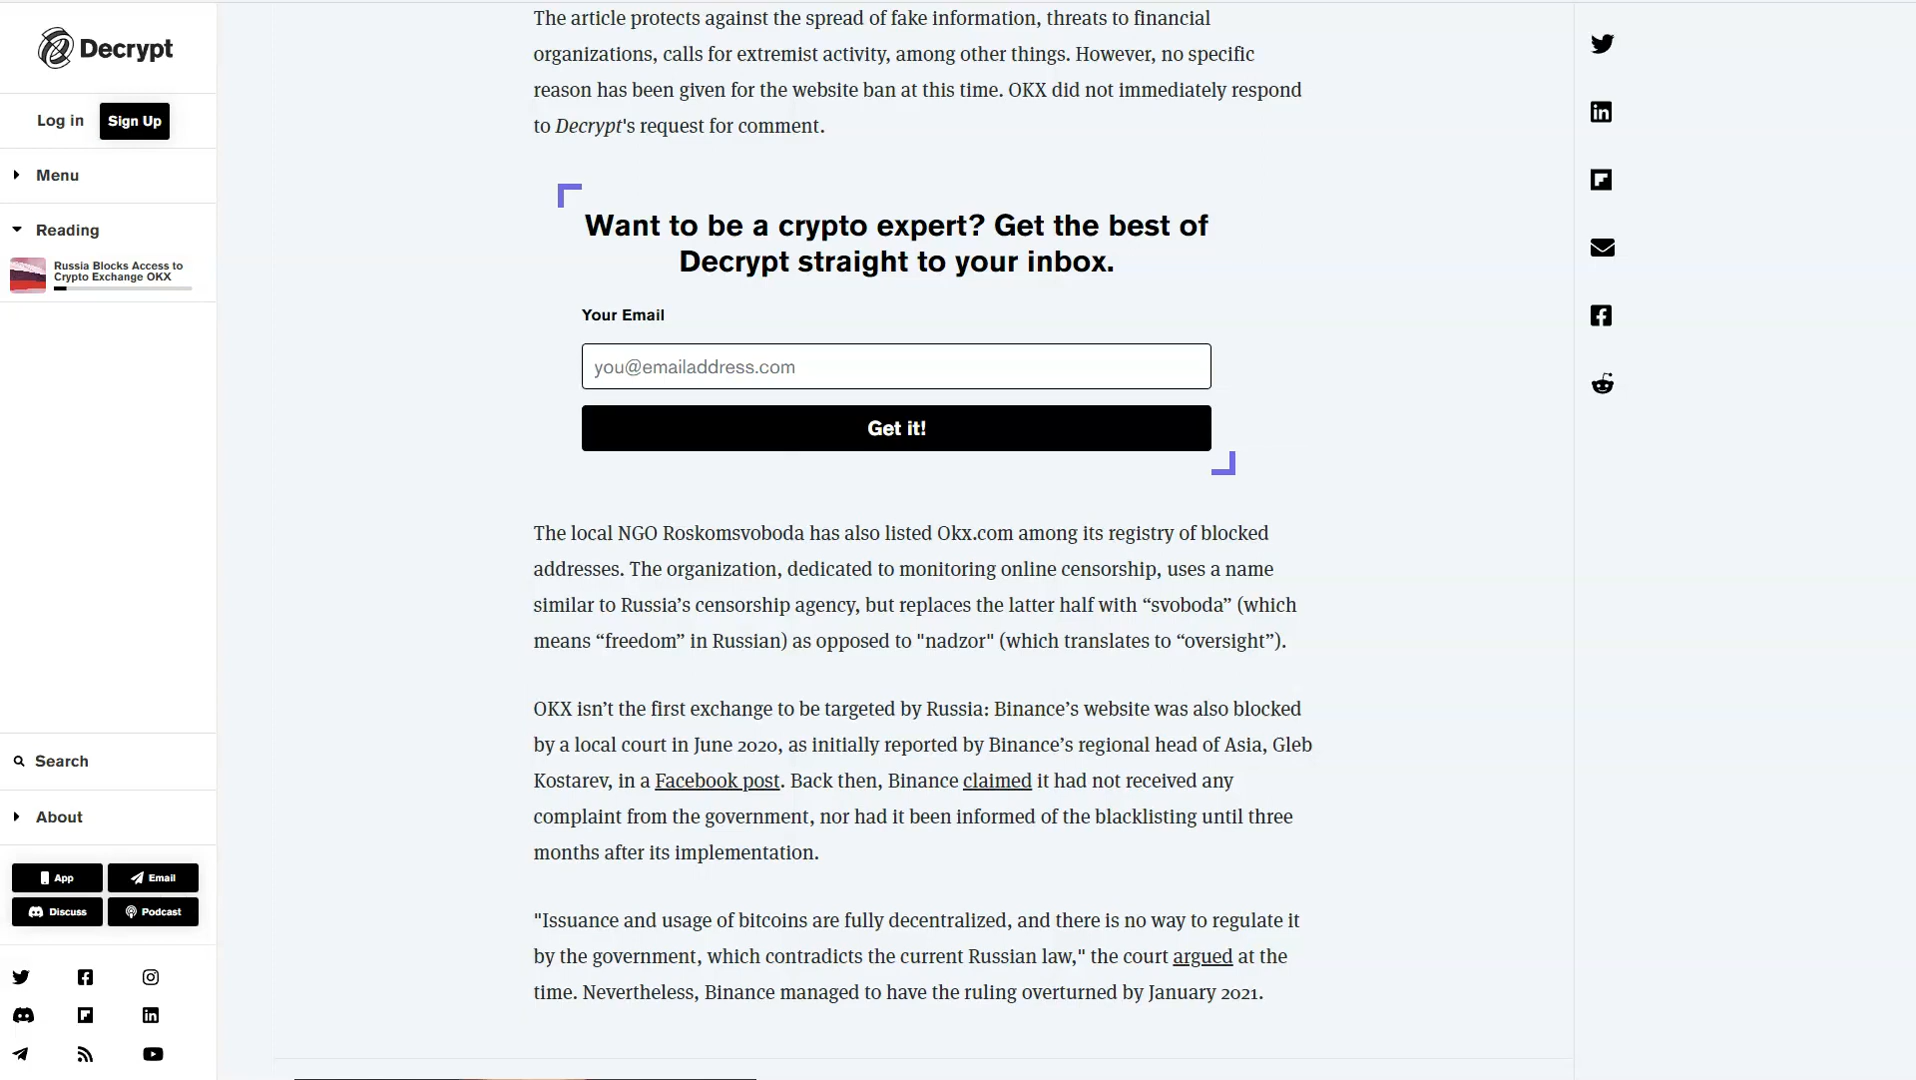 Decrypt
Log in
Sign Up
Menu
Reading
Russia Blocks Access to
Crypto Exchange OKX
Search
About
App
Email
Discuss
Podcast
The article protects against the spread of fake information, threats to financial
organizations, calls for extremist activity, among other things. However, no specific
reason has been given for the website ban at this time. OKX did not immediately respond
to Decrypt's request for comment.
Want to be a crypto expert? Get the best of
Decrypt straight to your inbox.
Your Email
you@emailaddress.com
Get it!
The local NGO Roskomsvoboda has also listed Okx.com among its registry of blocked
addresses. The organization, dedicated to monitoring online censorship, uses a name
similar to Russia’s censorship agency, but replaces the latter half with “svoboda” (which
means “freedom” in Russian) as opposed to "nadzor" (which translates to “oversight”).
OKX isn’t the first exchange to be targeted by Russia: Binance’s website was also blocked
by a local court in June 2020, as initially reported by Binance’s regional head of Asia, Gleb
Kostarev, in a Facebook post. Back then, Binance claimed it had not received any
complaint from the government, nor had it been informed of the blacklisting until three
months after its implementation.
"Issuance and usage of bitcoins are fully decentralized, and there is no way to regulate it
by the government, which contradicts the current Russian law," the court argued at the
time. Nevertheless, Binance managed to have the ruling overturned by January 2021.